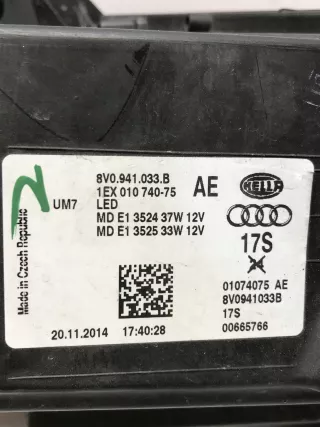 8V0.941.033.B
1EX 010 740-75
AE
HELLA
UM7
LED
MD E1 3524 37W 12V
MD E1 3525 33W 12V
17S
Made in Czech Republic
01074075 AE
8V0941033B
17S
00665766
20.11.2014
17:40:28